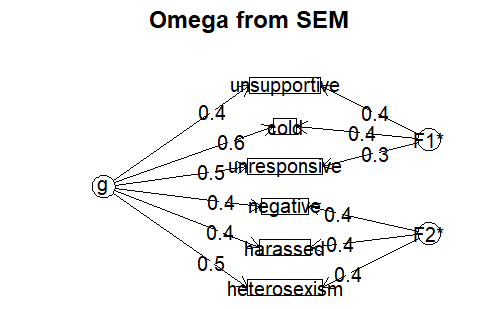 Omega from SEM
unsupportive
0.4
0.4
cold
F1*
0.6
0.4
0.3
unresponsive
0.5
g
0.4
negative
0.4
F2*
0.4
harassed
0.4
0.5
0.4
heterosexism